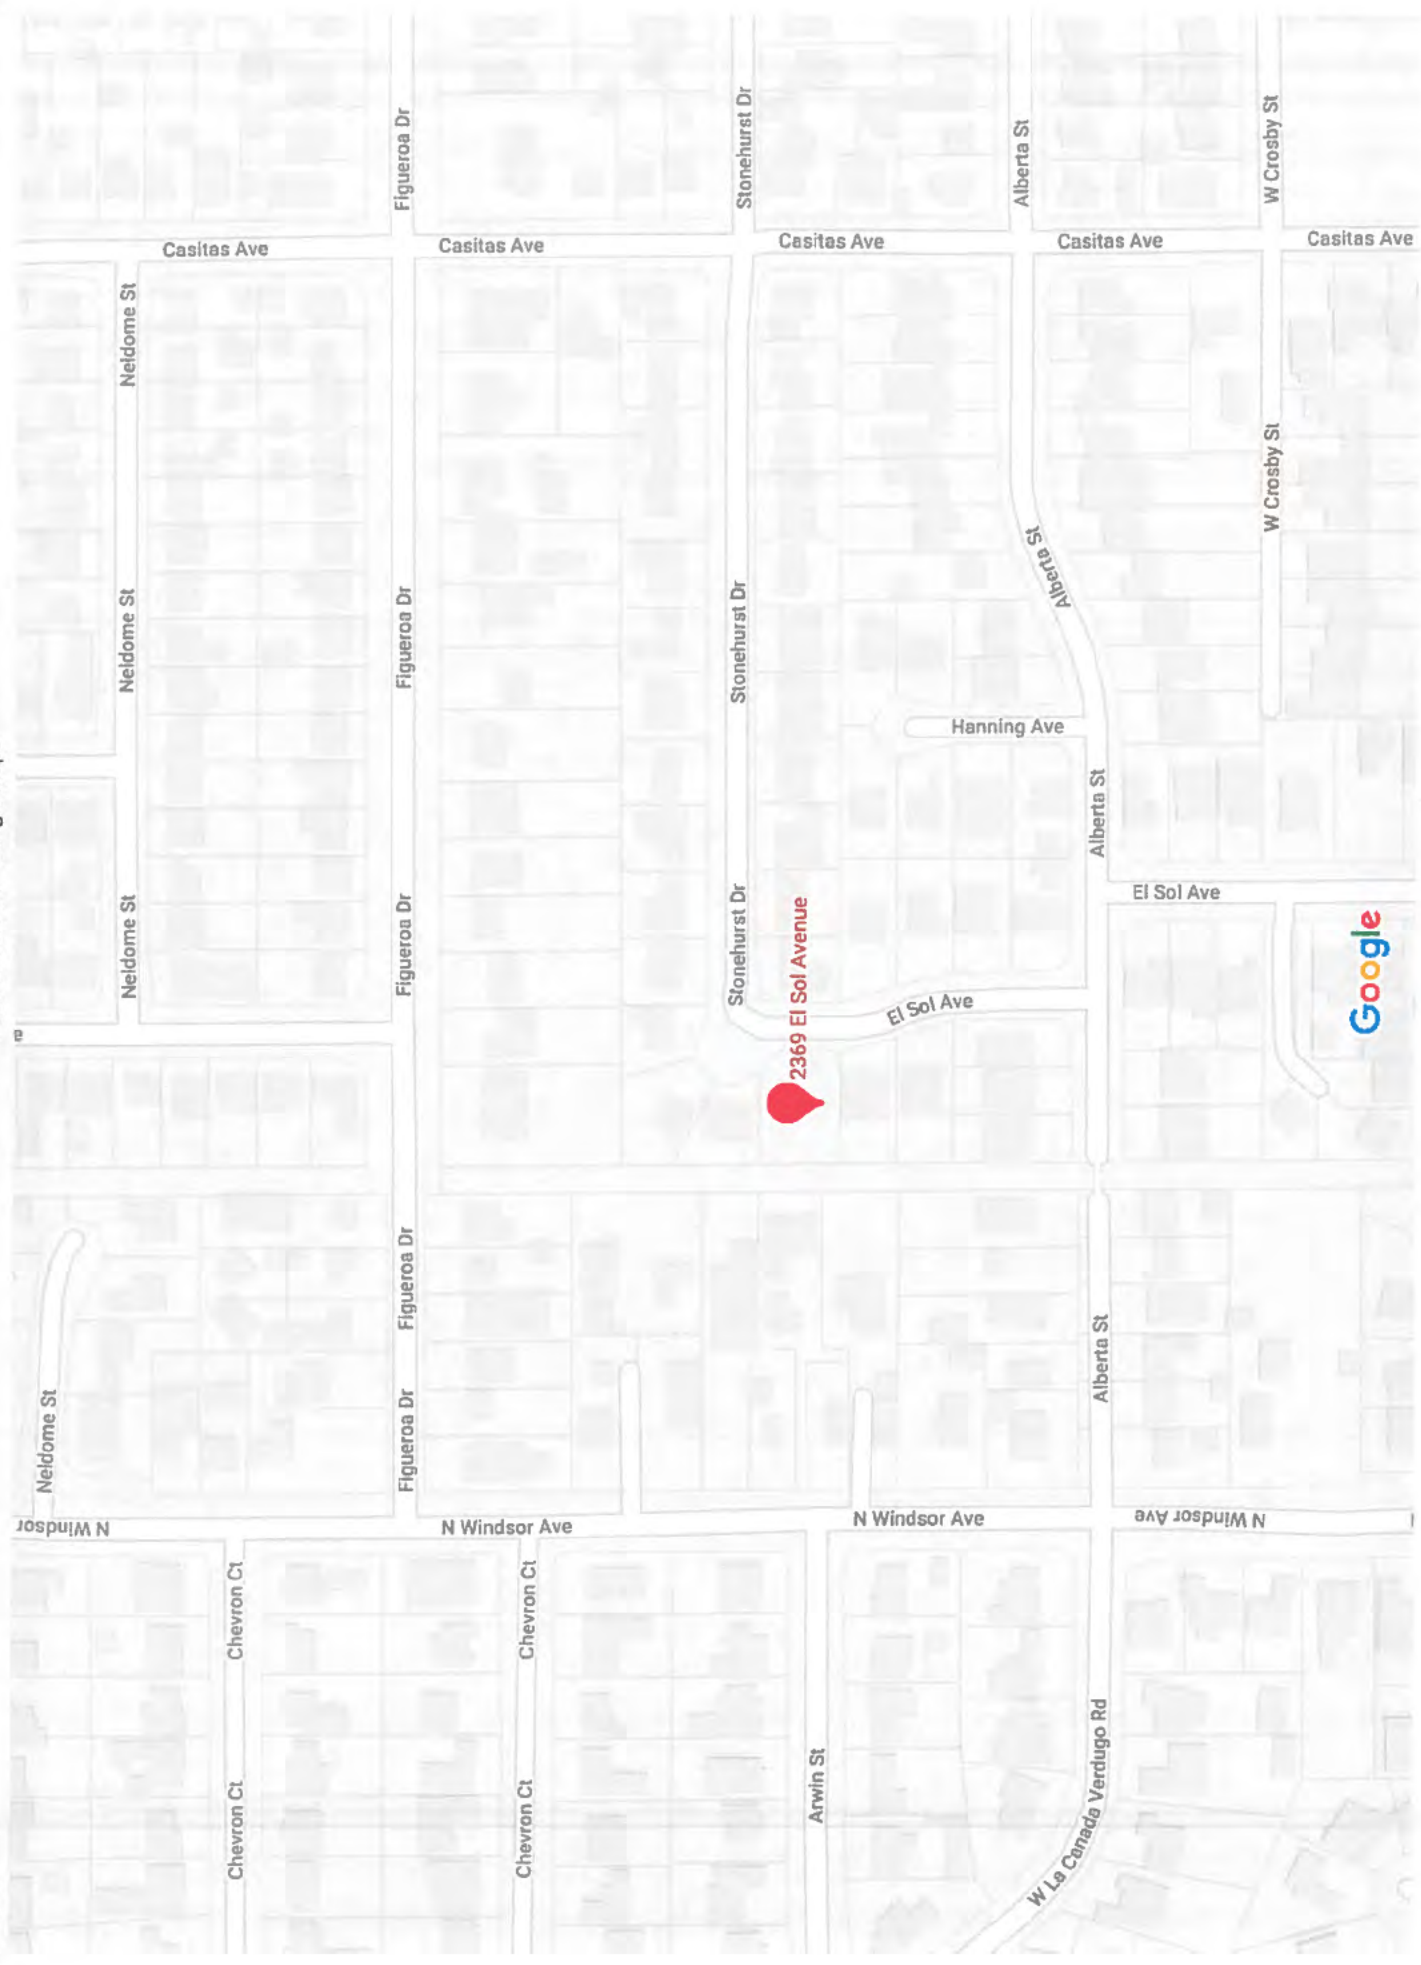 Figueroa Dr
Stonehurst Dr
Alberta St
W Crosby St
Casitas Ave
Casitas Ave
Casitas Ave
Casitas Ave
Casitas Ave
Neldome St
W Crosby St
Alberta St
Neldome St
Figueroa Dr
Stonehurst Dr
Hanning Ave
Alberta St
El Sol Ave
Neldome St
Figueroa Dr
Stonehurst Dr
2369 El Sol Avenue
El Sol Ave
Google
Figueroa Dr
Neldome St
Figueroa Dr
Alberta St
N Windsor
N Windsor Ave
N Windsor Ave
N Windsor Ave
Chevron Ct
Chevron Ct
Chevron Ct
Chevron Ct
Arwin St
W La Canada Verdugo Rd